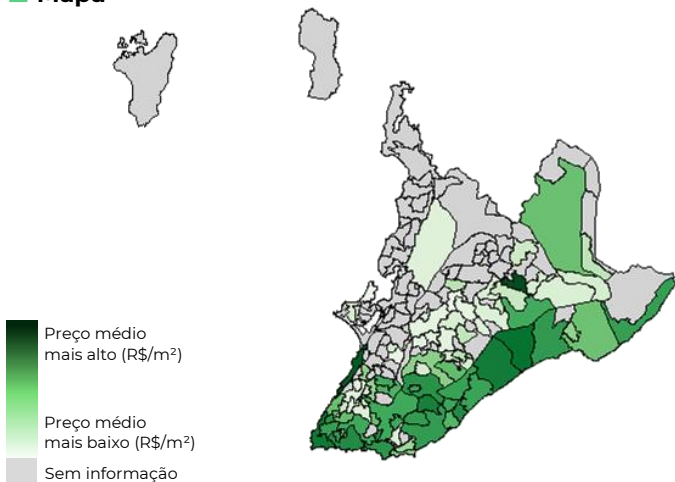 Mapa
Preço médio
mais alto (R$/m²)
Preço médio
mais baixo (R$/m²)
Sem informação